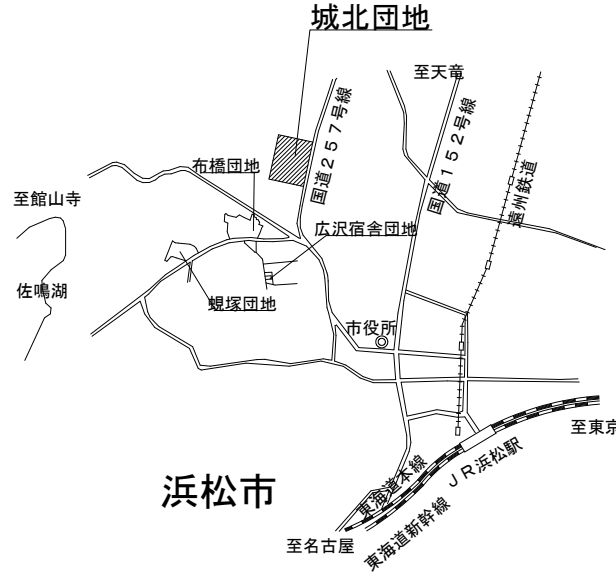 城北団地
至天竜
国道257号線
国道152号線
遠州鉄道
布橋団地
至館山寺
広沢宿舎団地
佐鳴湖
蜆塚団地
市役所
至東京
JR浜松駅
東海道本線
浜松市
東海道新幹線
至名古屋